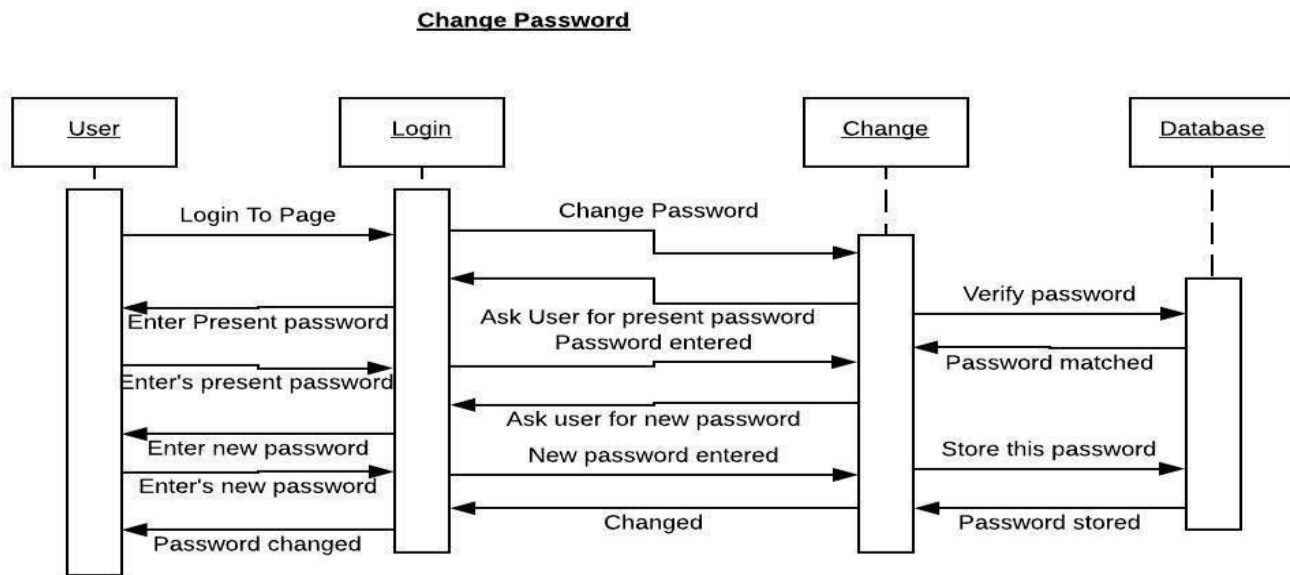 Change Password
User
Login
Change
Database
Login To Page
Change Password
Verify password
Enter Present password
Ask User for present password
Password entered
Password matched
Enter's present password
Ask user for new password
Enter new password
New password entered
Store this password
Enter's new password
Changed
Password stored
Password changed